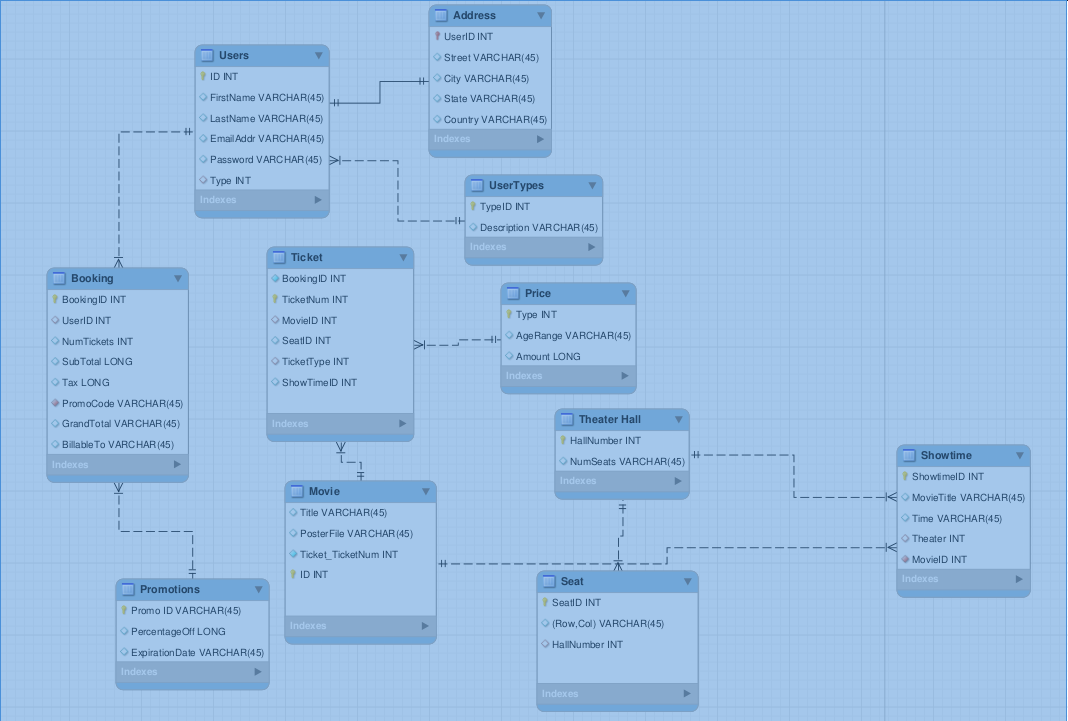 Address
UserID INT
Street VARCHAR(45)
City VARCHAR(45)
State VARCHAR(45)
Country VARCHAR(45)
Indexes
Users
ID INT
FirstName VARCHAR(45)
LastName VARCHAR(45)
EmailAddr VARCHAR(45)
Password VARCHAR(45)
Type INT
Indexes
UserTypes
TypeID INT
Description VARCHAR(45)
Indexes
Ticket
BookingID INT
TicketNum INT
MovieID INT
SeatID INT
TicketType INT
ShowTimeID INT
Indexes
Booking
BookingID INT
UserID INT
NumTickets INT
SubTotal LONG
Tax LONG
PromoCode VARCHAR(45)
GrandTotal VARCHAR(45)
BillableTo VARCHAR(45)
Indexes
Price
Type INT
AgeRange VARCHAR(45)
Amount LONG
Indexes
Theater Hall
HallNumber INT
NumSeats VARCHAR(45)
Indexes
Showtime
ShowtimeID INT
MovieTitle VARCHAR(45)
Time VARCHAR(45)
Theater INT
MovieID INT
Indexes
Movie
Title VARCHAR(45)
PosterFile VARCHAR(45)
Ticket_TicketNum INT
ID INT
Indexes
Seat
SeatID INT
(Row,Col) VARCHAR(45)
HallNumber INT
Indexes
Promotions
Promo ID VARCHAR(45)
PercentageOff LONG
ExpirationDate VARCHAR(45)
Indexes